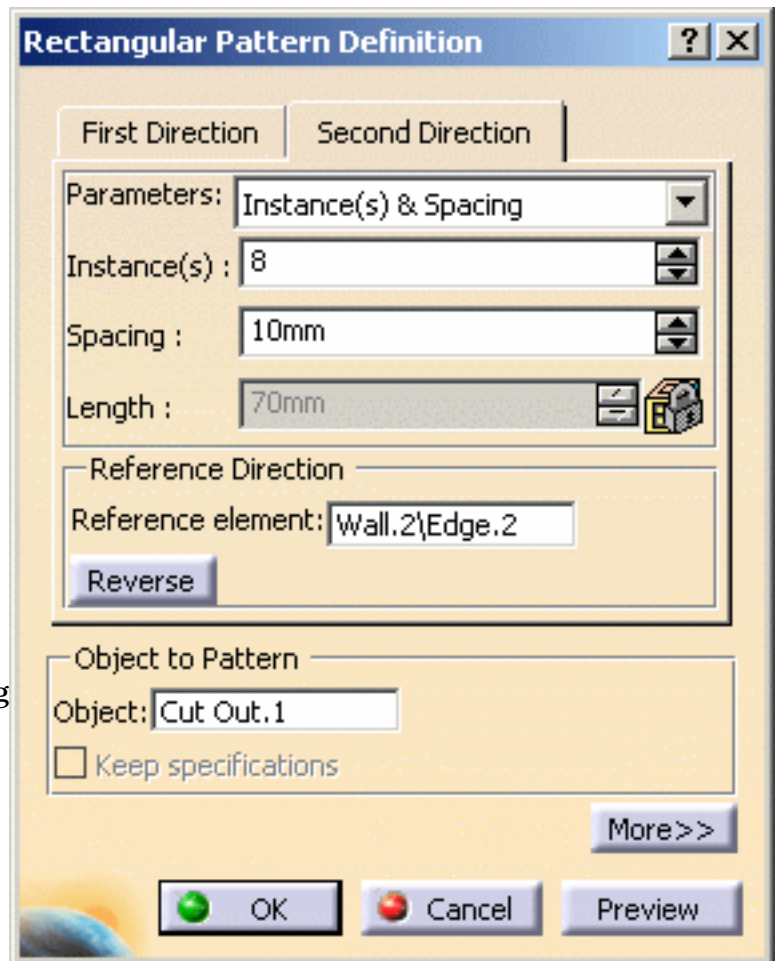 Rectangular Pattern Definition
First Direction Second Direction
Parameters: Instance(s) & Spacing
Instance(s) : 8
Spacing : 10mm
Length : 70mm
Reference Direction
Reference element: Wall.2\Edge.2
Reverse
Object to Pattern
g
Object: Cut Out.1
Keep specifications
More>>
OK Cancel Preview